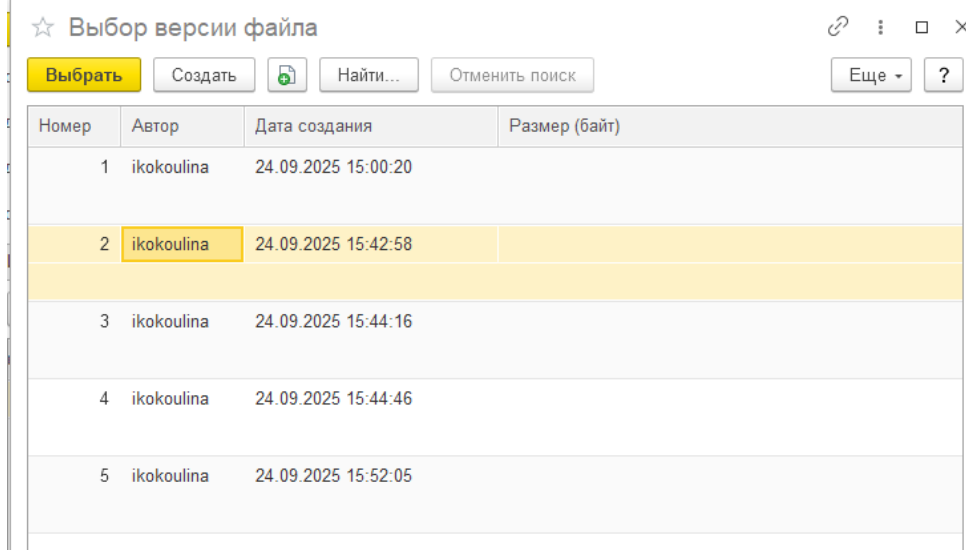 Выбор версии файла
Выбрать Создать Найти... Отменить поиск Еще ?
Номер Автор Дата создания Размер (байт)
1 ikokoulina 24.09.2025 15:00:20
2 ikokoulina 24.09.2025 15:42:58
3 ikokoulina 24.09.2025 15:44:16
4 ikokoulina 24.09.2025 15:44:46
5 ikokoulina 24.09.2025 15:52:05